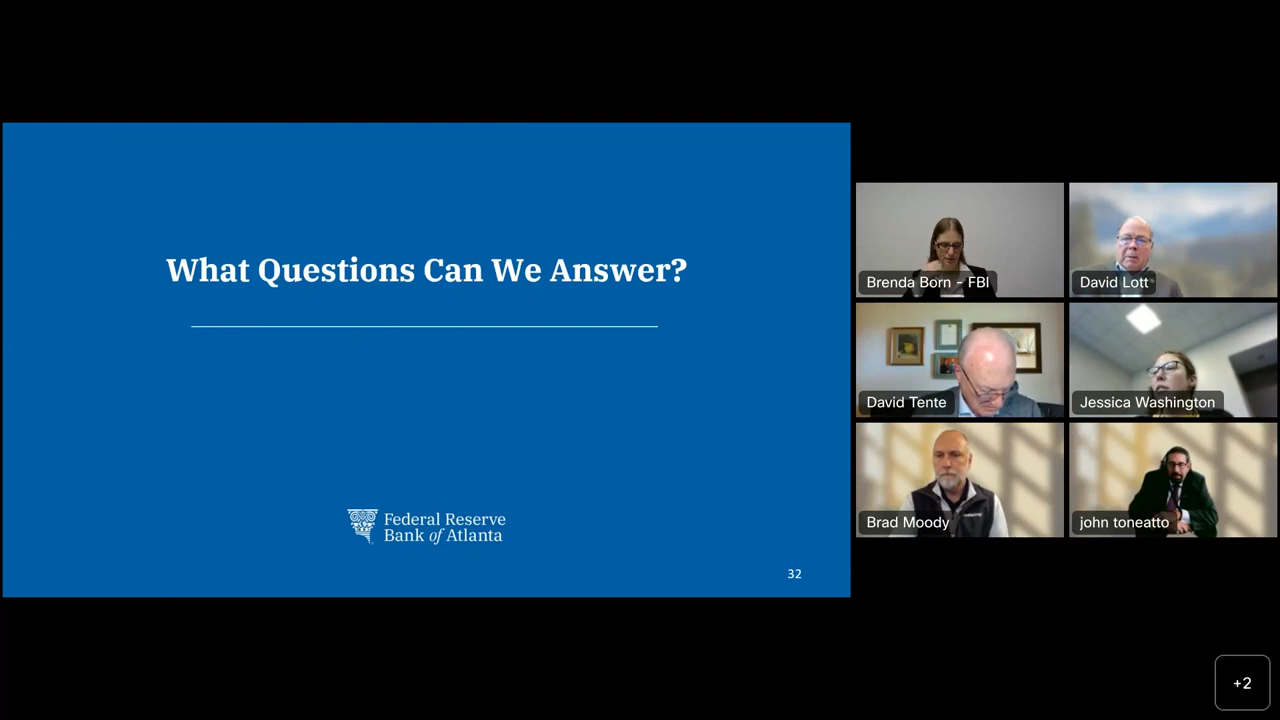 What Questions Can We Answer?
Federal Reserve
Bank of Atlanta
32
Brenda Born - FBI
David Lott
David Tente
Jessica Washington
Brad Moody
john toneatto
+2